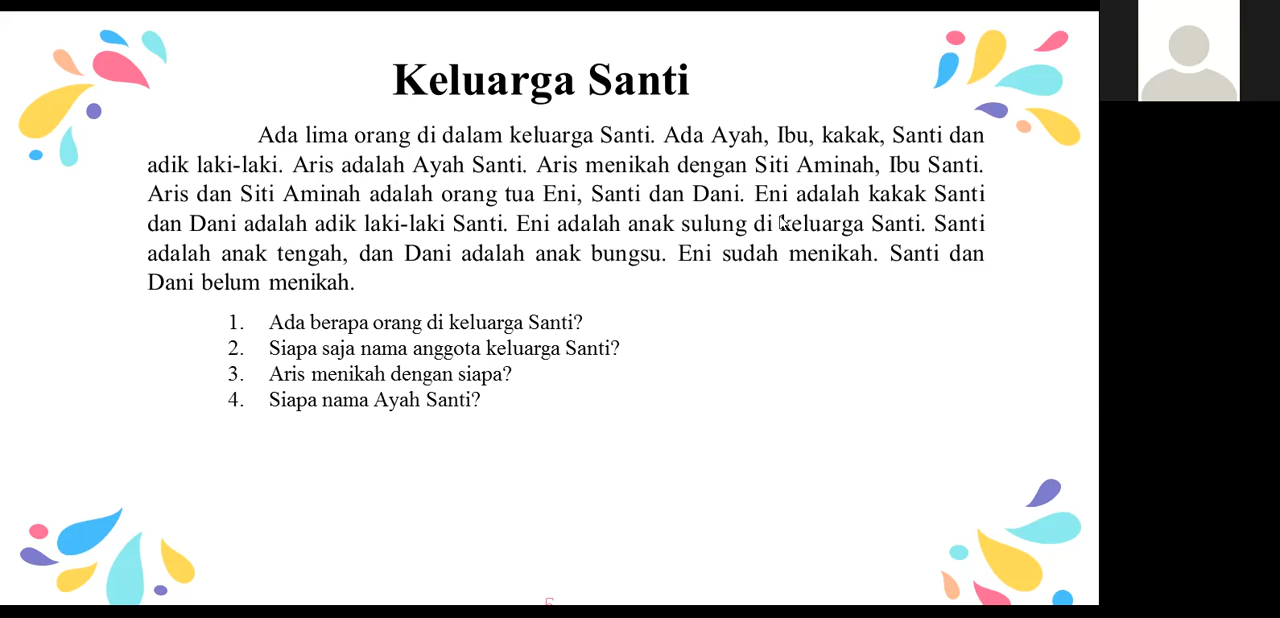 Keluarga Santi
Ada lima orang di dalam keluarga Santi. Ada Ayah, Ibu, kakak, Santi dan
adik laki-laki. Aris adalah Ayah Santi. Aris menikah dengan Siti Aminah, Ibu Santi.
Aris dan Siti Aminah adalah orang tua Eni, Santi dan Dani. Eni adalah kakak Santi
dan Dani adalah adik laki-laki Santi. Eni adalah anak sulung di keluarga Santi. Santi
adalah anak tengah, dan Dani adalah anak bungsu. Eni sudah menikah. Santi dan
Dani belum menikah.
1. Ada berapa orang di keluarga Santi?
2. Siapa saja nama anggota keluarga Santi?
3. Aris menikah dengan siapa?
4. Siapa nama Ayah Santi?